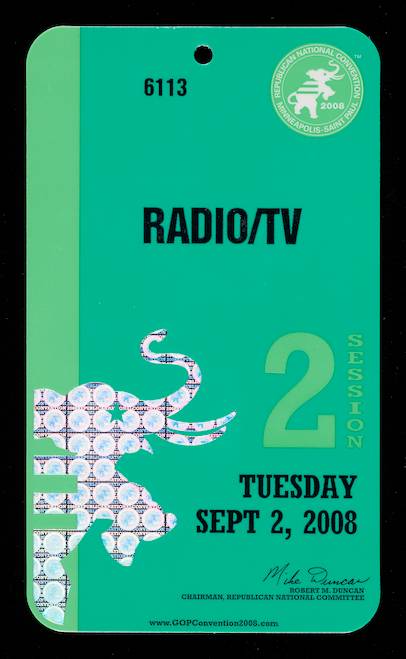 6113
REPUBLICAN NATIONAL CONVENTION
™
2008
MINNEAPOLIS-SAINT PAUL
RADIO/TV
2
SESSION
TUESDAY
SEPT 2, 2008
Mike Duncan
ROBERT M. DUNCAN
CHAIRMAN, REPUBLICAN NATIONAL COMMITTEE
www.GOPConvention2008.com